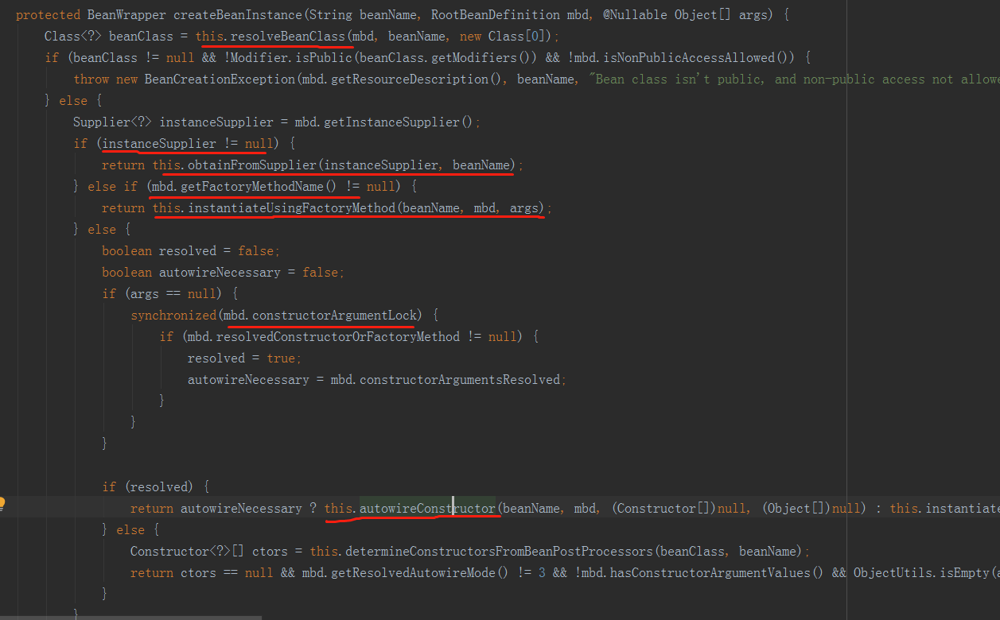 protected BeanWrapper createBeanInstance(String beanName, RootBeanDefinition mbd, @Nullable Object[] args) {
Class<?> beanClass = this.resolveBeanClass(mbd, beanName, new Class[0]);
if (beanClass != null && !Modifier.isPublic(beanClass.getModifiers()) && !mbd.isNonPublicAccessAllowed()) {
throw new BeanCreationException(mbd.getResourceDescription(), beanName, "Bean class isn't public, and non-public access not allowe
} else {
Supplier<?> instanceSupplier = mbd.getInstanceSupplier();
if (instanceSupplier != null) {
return this.obtainFromSupplier(instanceSupplier, beanName);
} else if (mbd.getFactoryMethodName() != null) {
return this.instantiateUsingFactoryMethod(beanName, mbd, args);
} else {
boolean resolved = false;
boolean autowireNecessary = false;
if (args == null) {
synchronized(mbd.constructorArgumentLock) {
if (mbd.resolvedConstructorOrFactoryMethod != null) {
resolved = true;
autowireNecessary = mbd.constructorArgumentsResolved;
}
}
}
if (resolved) {
return autowireNecessary ? this.autowireConstructor(beanName, mbd, (Constructor[])null, (Object[])null) : this.instantiate
} else {
Constructor<?>[] ctors = this.determineConstructorsFromBeanPostProcessors(beanClass, beanName);
return ctors == null && mbd.getResolvedAutowireMode() != 3 && !mbd.hasConstructorArgumentValues() && ObjectUtils.isEmpty(a
}
}